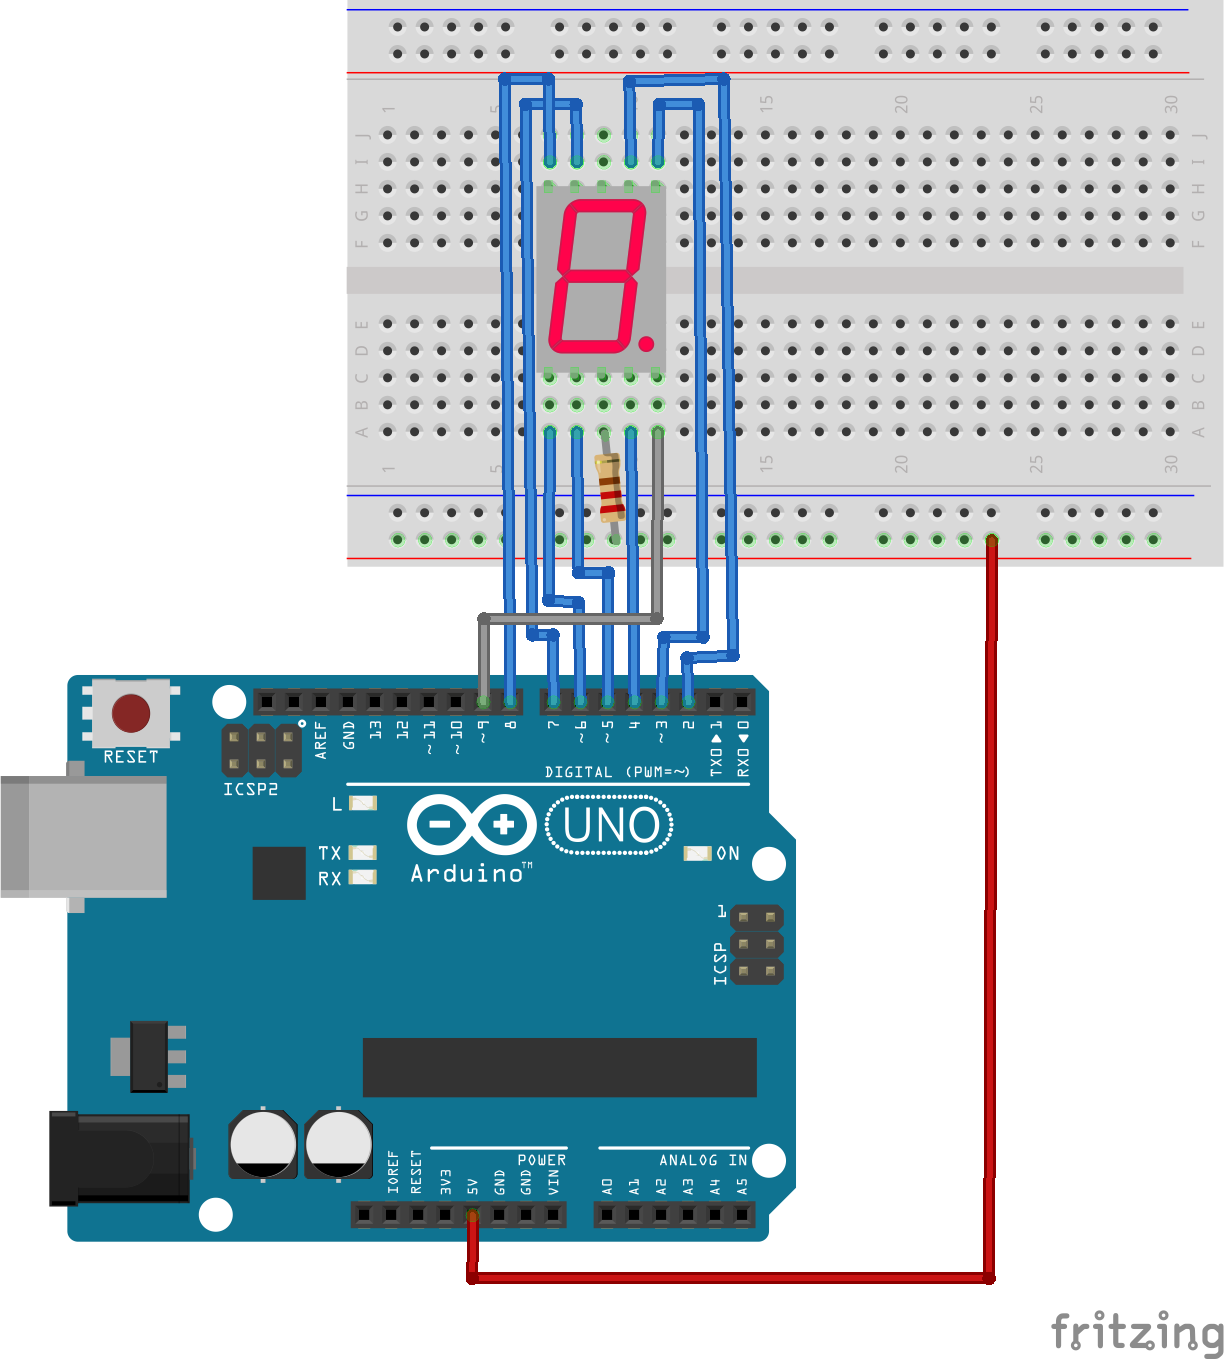 1 5 15 20 25 30
J J
I I
H H
G G
F F
E E
D D
C C
B B
A A
1 5 15 20 25 30
RESET
ICSP2
AREF
GND
13
12
~11
~10
~9
8
7
~6
~5
4
~3
2
TX0▶1
RX0◀0
DIGITAL (PWM=~)
L
TX
RX
UNO
Arduino™
ON
1
ICSP
POWER
ANALOG IN
IOREF
RESET
3V3
5V
GND
GND
VIN
A0
A1
A2
A3
A4
A5
fritzing